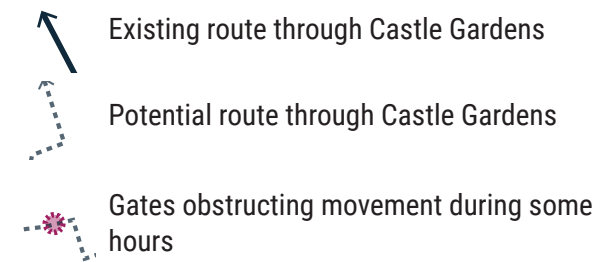 Existing route through Castle Gardens
Potential route through Castle Gardens
Gates obstructing movement during some
hours